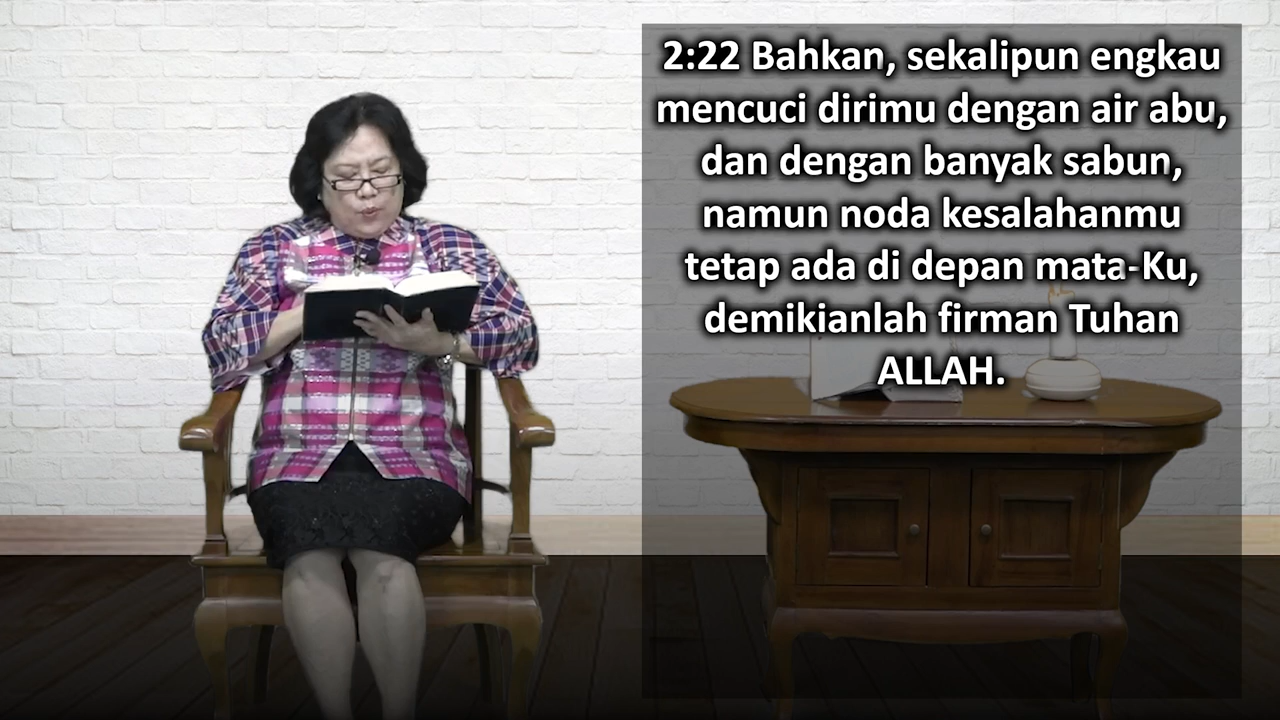 2:22 Bahkan, sekalipun engkau
mencuci dirimu dengan air abu,
dan dengan banyak sabun,
namun noda kesalahanmu
tetap ada di depan mata-Ku,
demikianlah firman Tuhan
ALLAH.